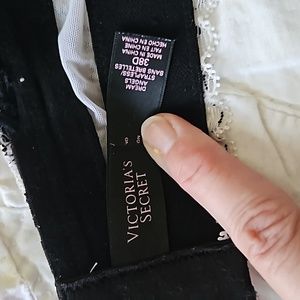 VICTORIA'S
SECRET
DREAM
ANGELS
STRAPLESS/
SANS BRETELLES
38D
MADE IN CHINA
FAIT EN CHINE
HECHO EN CHINA